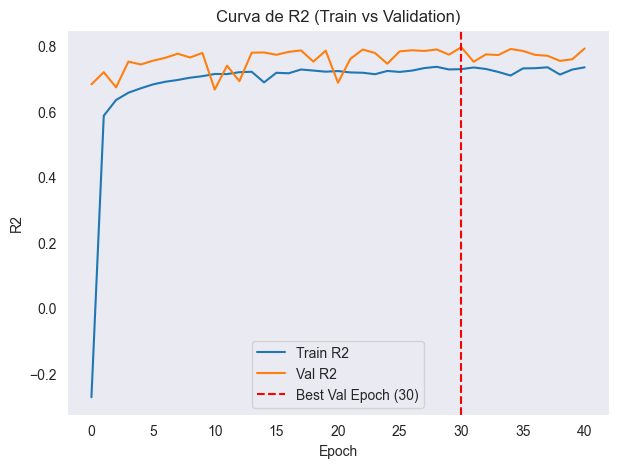 Curva de R2 (Train vs Validation)
0.8
0.6
0.4
0.2
0.0
−0.2
R2
Train R2
Val R2
Best Val Epoch (30)
0 5 10 15 20 25 30 35 40
Epoch